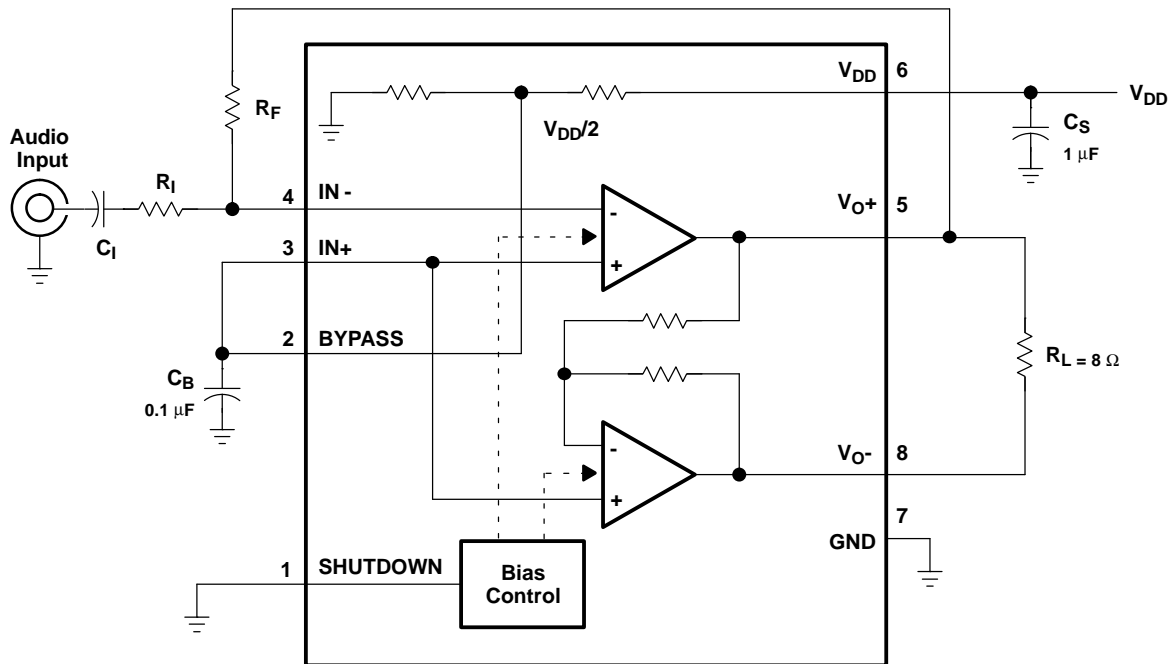 V_DD 6
V_DD
R_F
V_DD/2
C_S
1 μF
Audio
Input
R_I
4 IN -
V_O+ 5
-
C_I
3 IN+
+
2 BYPASS
R_L = 8 Ω
C_B
0.1 μF
-
V_O- 8
+
7
GND
1 SHUTDOWN
Bias
Control